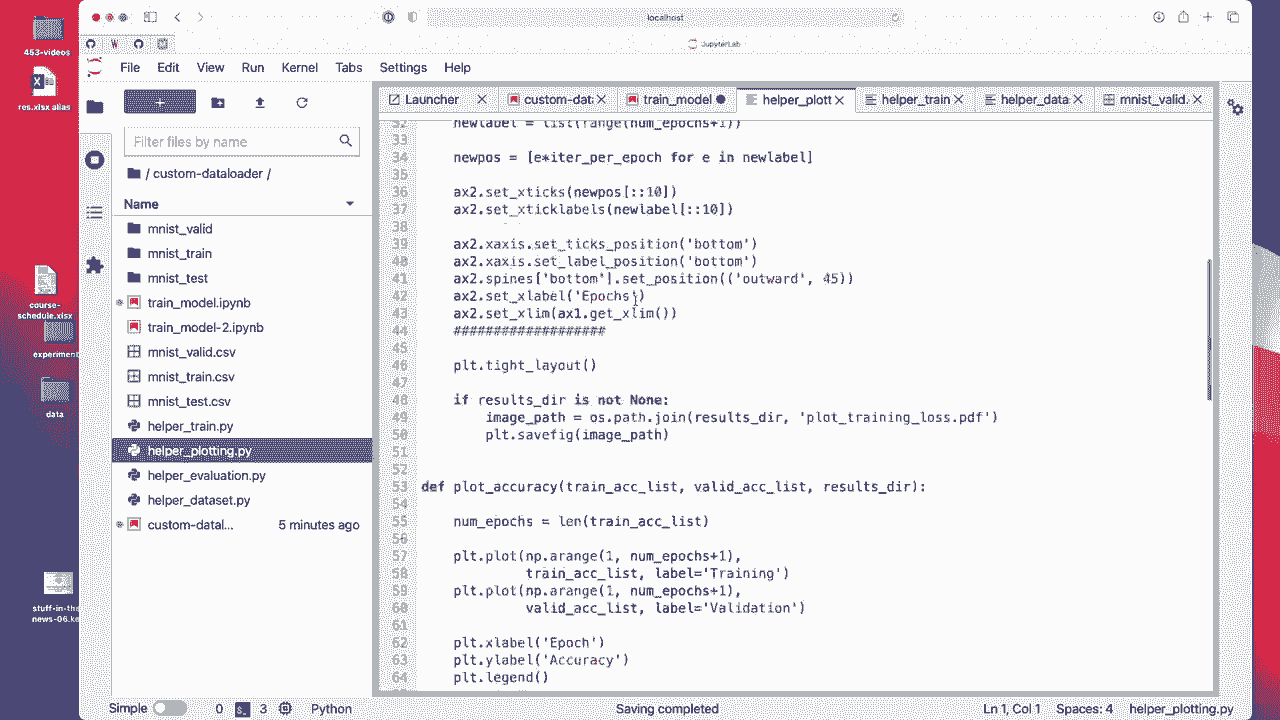 453-videos
res.xlsx alias
course-
schedule.xlsx
experiment
data
stuff-in-the
news-06.ke
localhost
JupyterLab
File Edit View Run Kernel Tabs Settings Help
Launcher
custom-dat
train_model
helper_plott
helper_train
helper_data
mnist_valid.
Filter files by name
/ custom-dataloader /
Name
mnist_valid
mnist_train
mnist_test
train_model.ipynb
train_model-2.ipynb
mnist_valid.csv
mnist_train.csv
mnist_test.csv
helper_train.py
helper_plotting.py
helper_evaluation.py
helper_dataset.py
custom-datal... 5 minutes ago
32 newlabel = list(range(num_epochs+1))
33
34 newpos = [e*iter_per_epoch for e in newlabel]
35
36 ax2.set_xticks(newpos[::10])
37 ax2.set_xticklabels(newlabel[::10])
38
39 ax2.xaxis.set_ticks_position('bottom')
40 ax2.xaxis.set_label_position('bottom')
41 ax2.spines['bottom'].set_position(('outward', 45))
42 ax2.set_xlabel('Epochs')
43 ax2.set_xlim(ax1.get_xlim())
44 ###################
45
46 plt.tight_layout()
47
48 if results_dir is not None:
49 image_path = os.path.join(results_dir, 'plot_training_loss.pdf')
50 plt.savefig(image_path)
51
52
53 def plot_accuracy(train_acc_list, valid_acc_list, results_dir):
54
55 num_epochs = len(train_acc_list)
56
57 plt.plot(np.arange(1, num_epochs+1),
58 train_acc_list, label='Training')
59 plt.plot(np.arange(1, num_epochs+1),
60 valid_acc_list, label='Validation')
61
62 plt.xlabel('Epoch')
63 plt.ylabel('Accuracy')
64 plt.legend()
Simple 0 3 Python Saving completed Ln 1, Col 1 Spaces: 4 helper_plotting.py